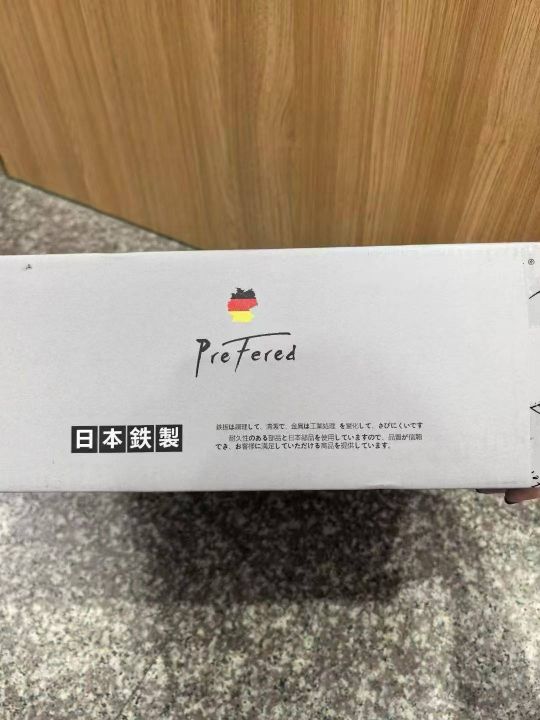 PreFered
日本鉄製
鉄板は調理して、清潔で、金属は工業処理 を窒化して、さびにくいです
耐久性のある部品と日本部品を使用していますので、品質が信頼
でき、お客様に満足していただける商品を提供しています。